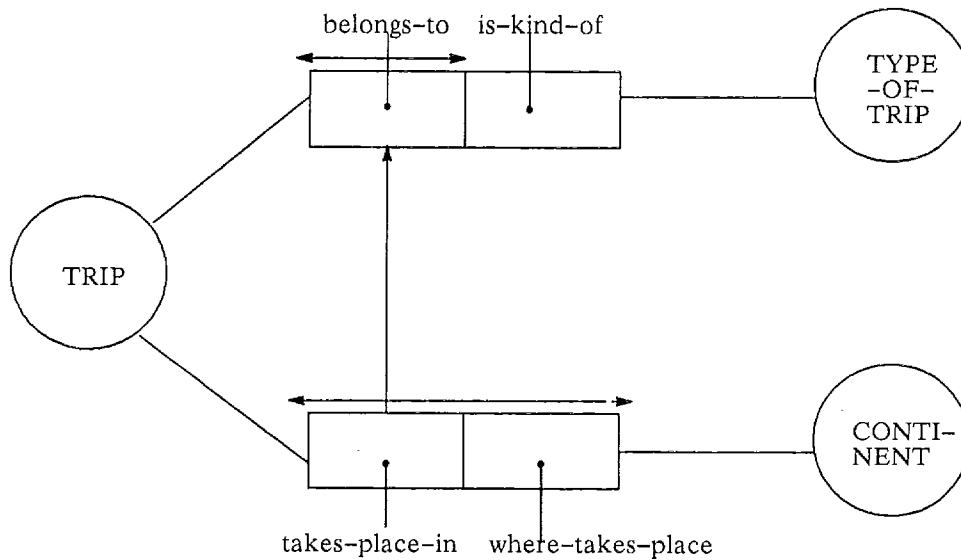 belongs-to is-kind-of
TYPE
-OF-
TRIP
TRIP
CONTI-
NENT
takes-place-in where-takes-place